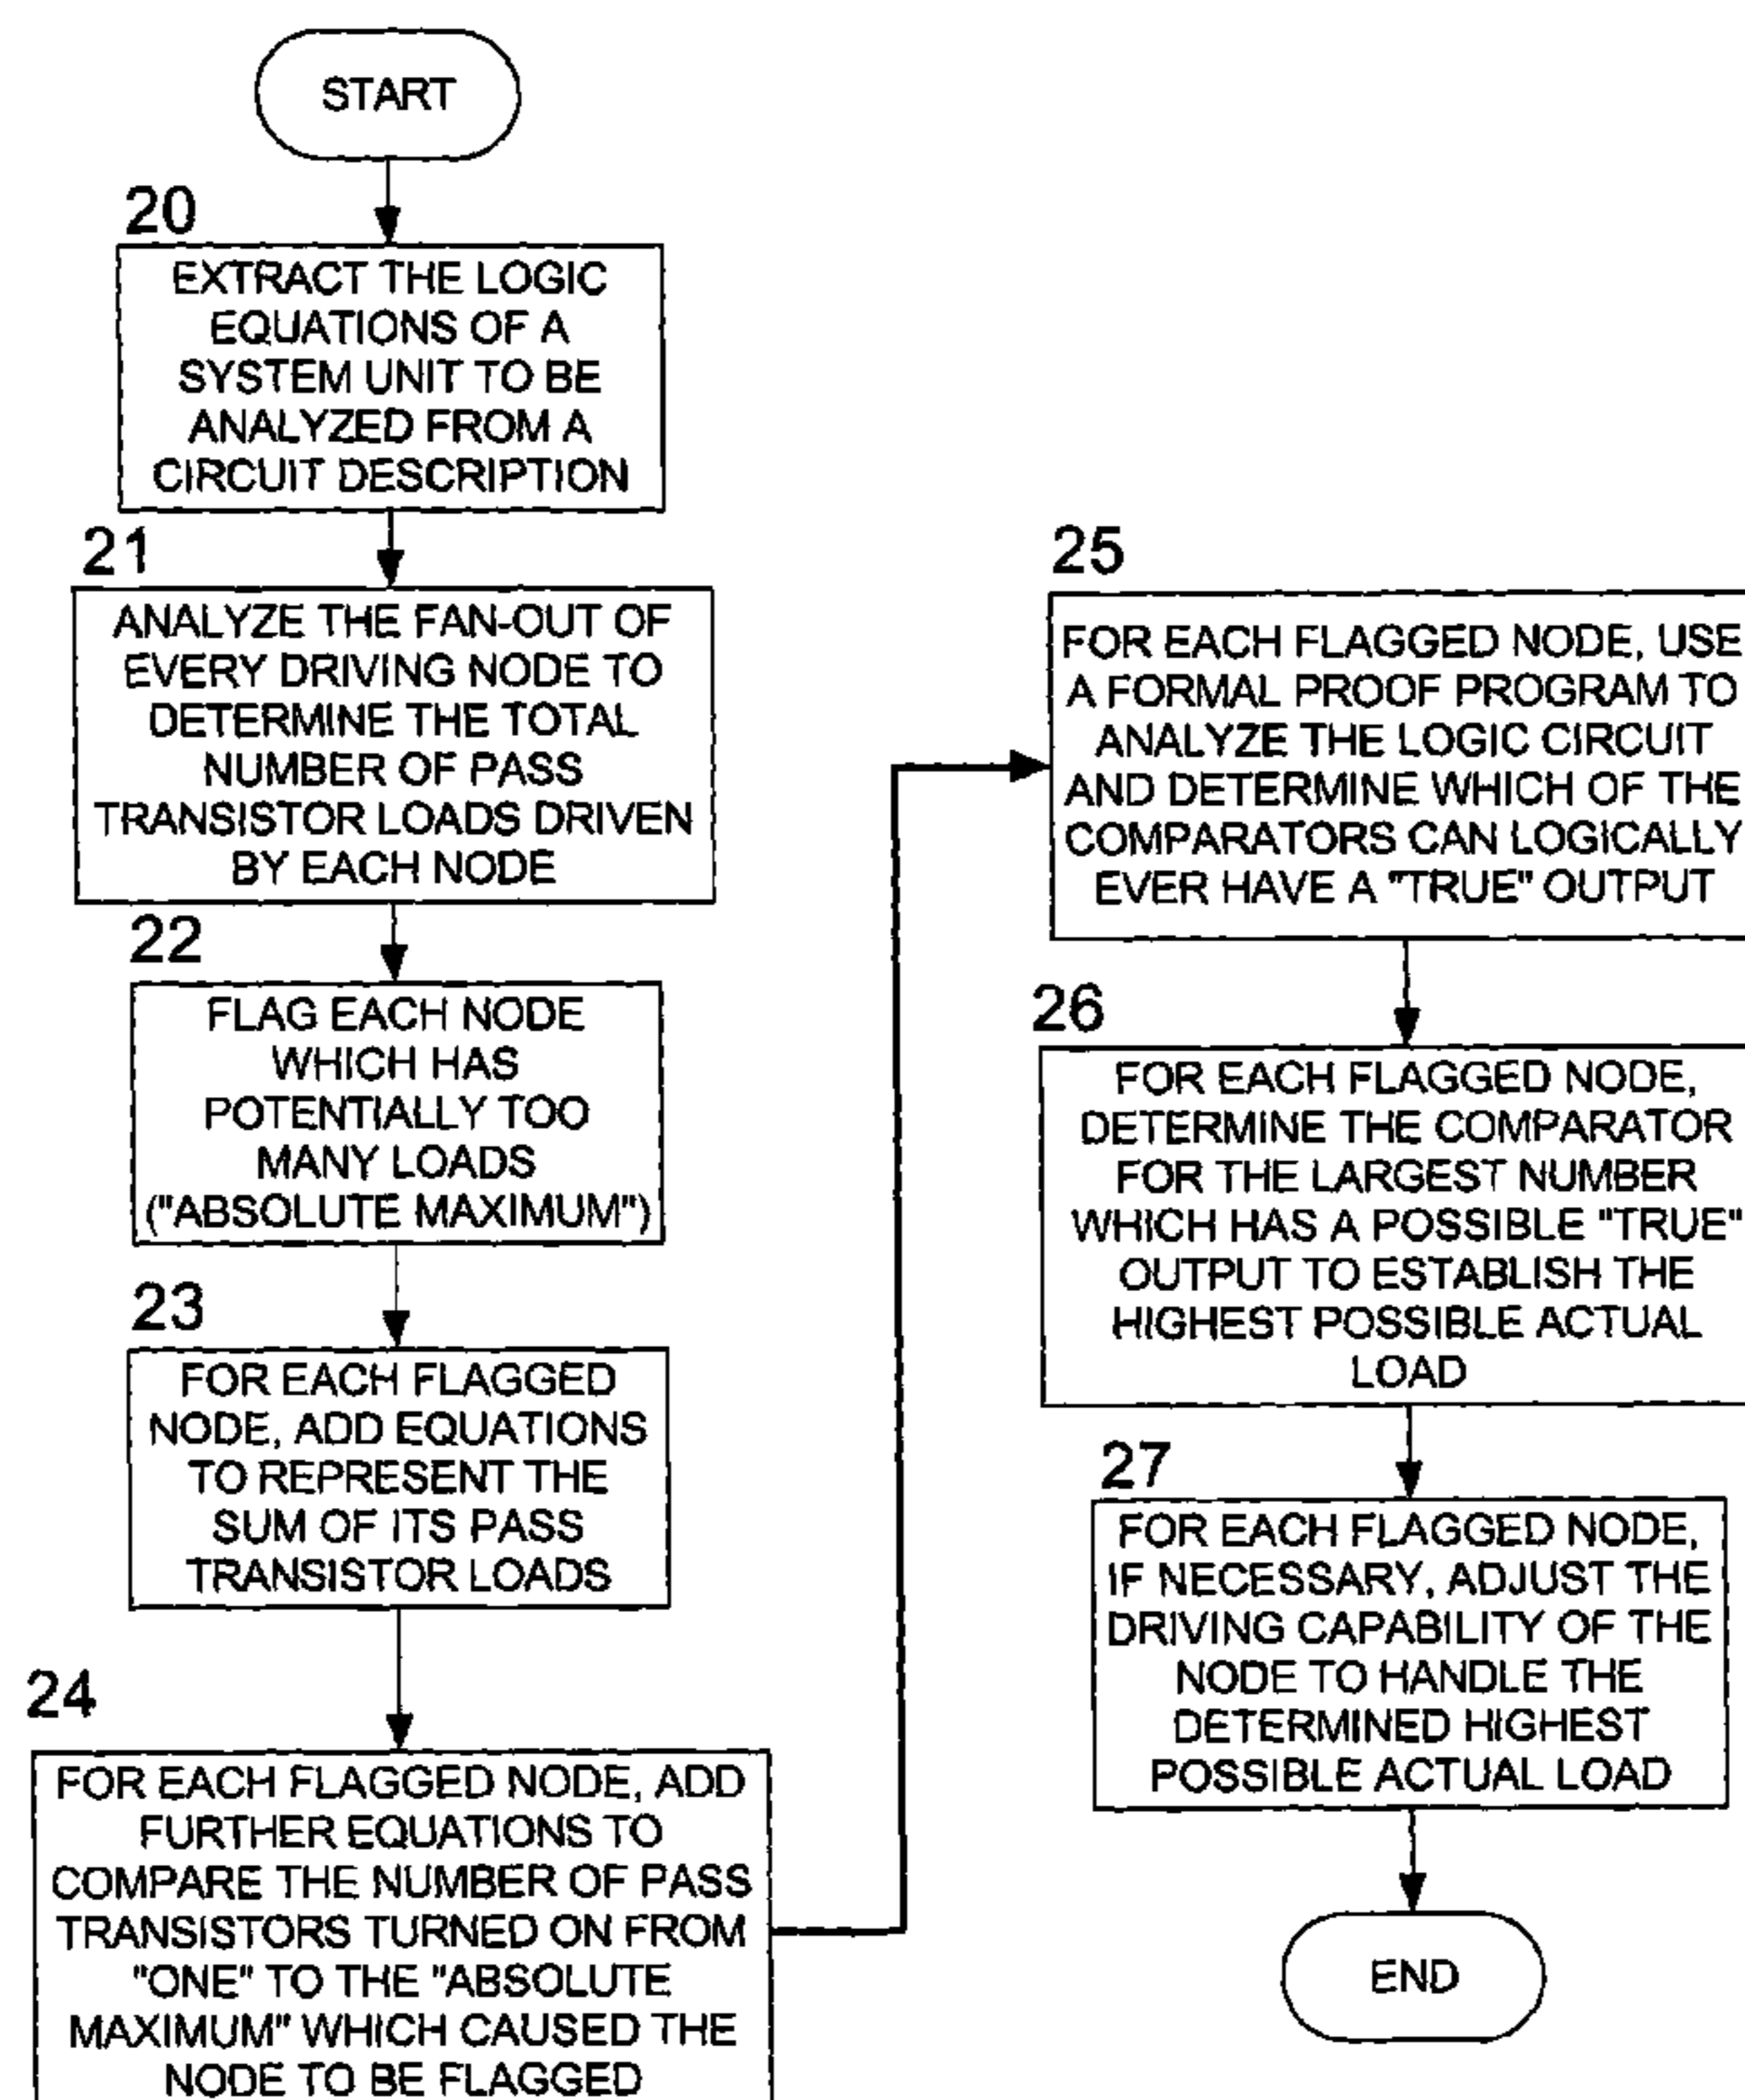 START
20
EXTRACT THE LOGIC
EQUATIONS OF A
SYSTEM UNIT TO BE
ANALYZED FROM A
CIRCUIT DESCRIPTION
21
ANALYZE THE FAN-OUT OF
EVERY DRIVING NODE TO
DETERMINE THE TOTAL
NUMBER OF PASS
TRANSISTOR LOADS DRIVEN
BY EACH NODE
22
FLAG EACH NODE
WHICH HAS
POTENTIALLY TOO
MANY LOADS
("ABSOLUTE MAXIMUM")
23
FOR EACH FLAGGED
NODE, ADD EQUATIONS
TO REPRESENT THE
SUM OF ITS PASS
TRANSISTOR LOADS
24
FOR EACH FLAGGED NODE, ADD
FURTHER EQUATIONS TO
COMPARE THE NUMBER OF PASS
TRANSISTORS TURNED ON FROM
"ONE" TO THE "ABSOLUTE
MAXIMUM" WHICH CAUSED THE
NODE TO BE FLAGGED
25
FOR EACH FLAGGED NODE, USE
A FORMAL PROOF PROGRAM TO
ANALYZE THE LOGIC CIRCUIT
AND DETERMINE WHICH OF THE
COMPARATORS CAN LOGICALLY
EVER HAVE A "TRUE" OUTPUT
26
FOR EACH FLAGGED NODE,
DETERMINE THE COMPARATOR
FOR THE LARGEST NUMBER
WHICH HAS A POSSIBLE "TRUE"
OUTPUT TO ESTABLISH THE
HIGHEST POSSIBLE ACTUAL
LOAD
27
FOR EACH FLAGGED NODE,
IF NECESSARY, ADJUST THE
DRIVING CAPABILITY OF THE
NODE TO HANDLE THE
DETERMINED HIGHEST
POSSIBLE ACTUAL LOAD
END